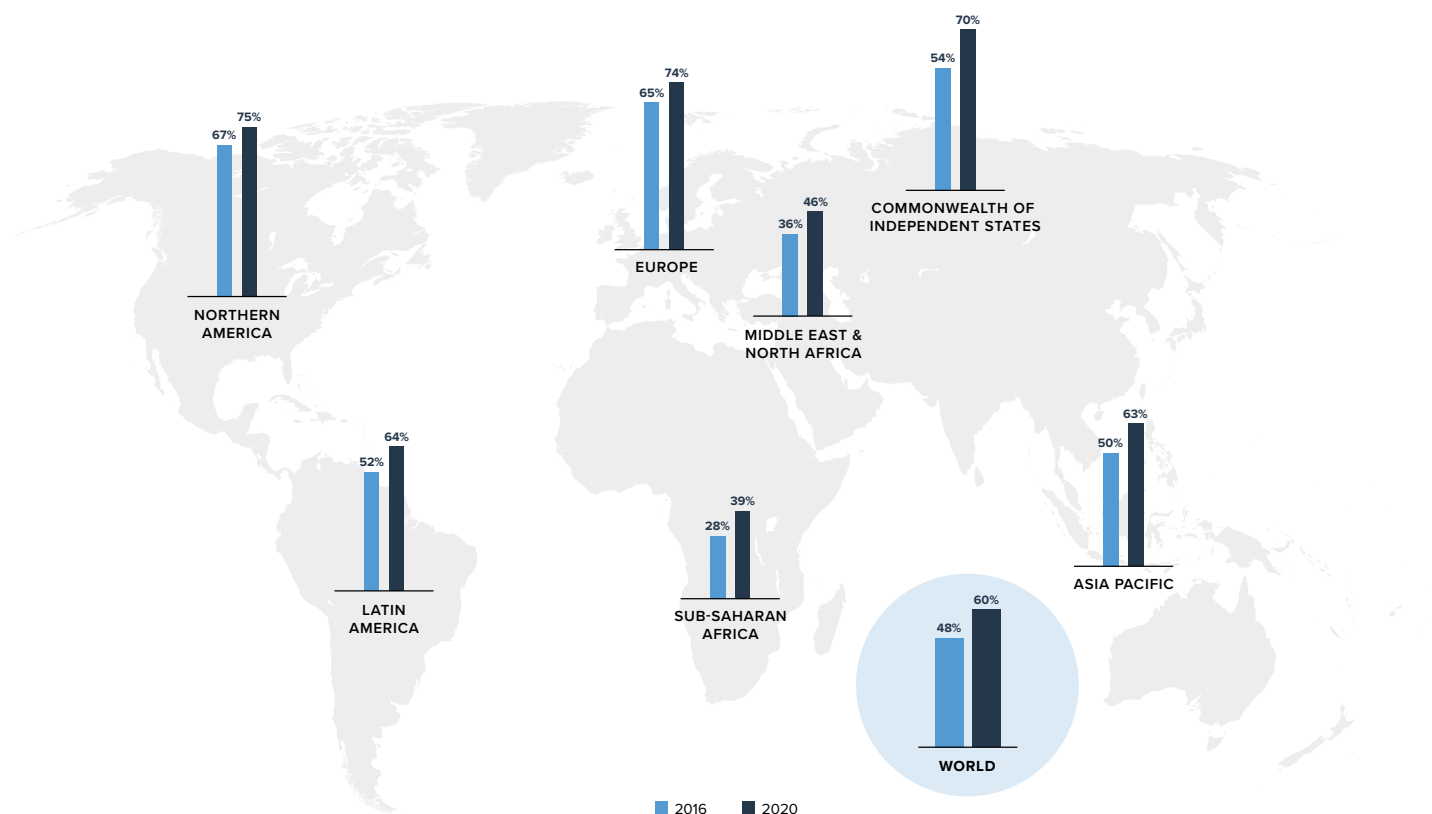 67%
75%
NORTHERN
AMERICA
65%
74%
EUROPE
54%
70%
COMMONWEALTH OF
INDEPENDENT STATES
36%
46%
MIDDLE EAST &
NORTH AFRICA
52%
64%
LATIN
AMERICA
28%
39%
SUB-SAHARAN
AFRICA
50%
63%
ASIA PACIFIC
48%
60%
WORLD
2016
2020